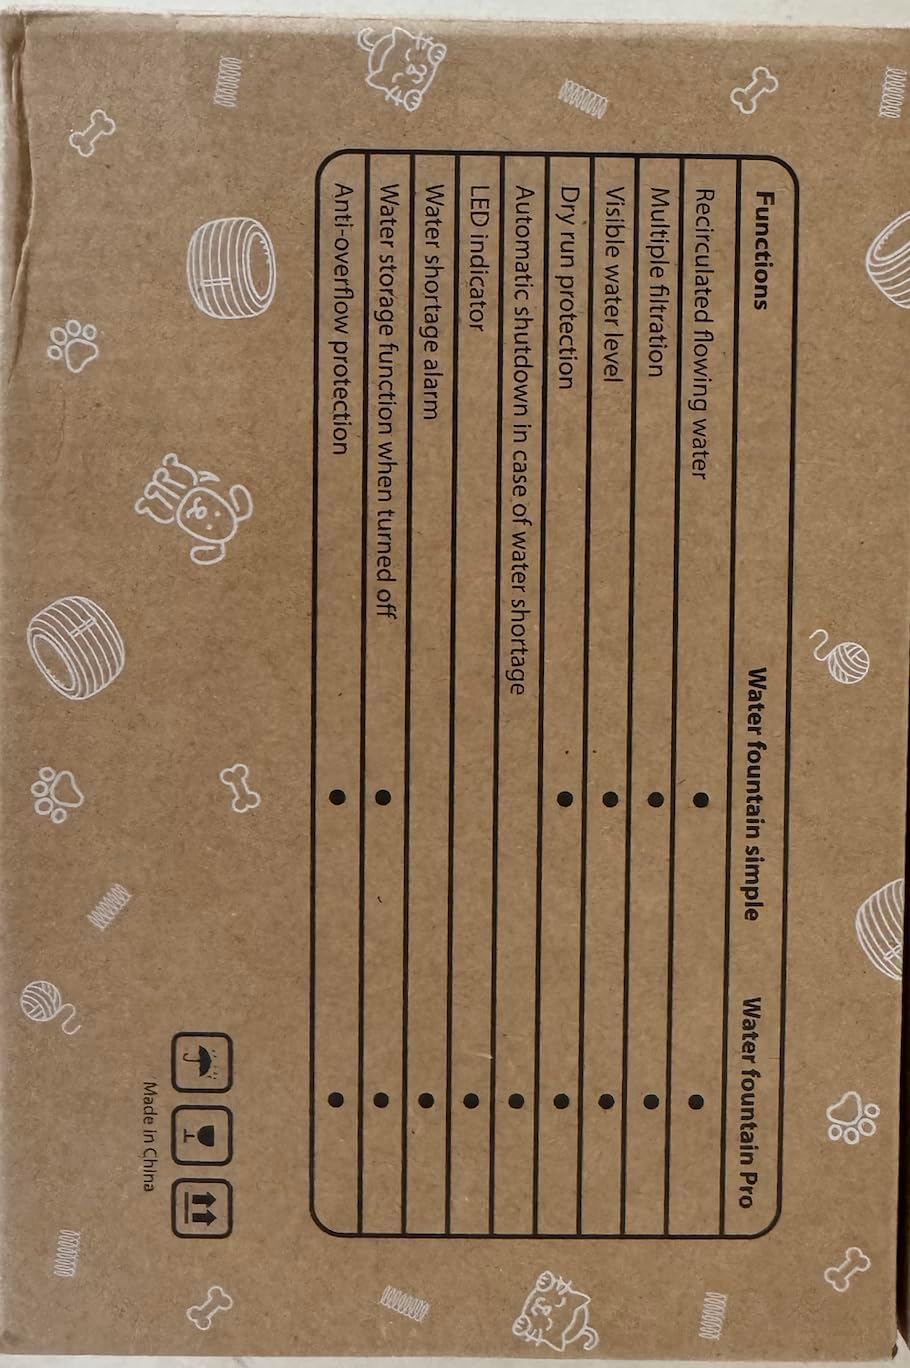 Functions Water fountain simple Water fountain Pro
Recirculated flowing water ● ●
Multiple filtration ● ●
Visible water level ● ●
Dry run protection ● ●
Automatic shutdown in case of water shortage ●
LED indicator ●
Water shortage alarm ●
Water storage function when turned off ● ●
Anti-overflow protection ● ●
Made in China